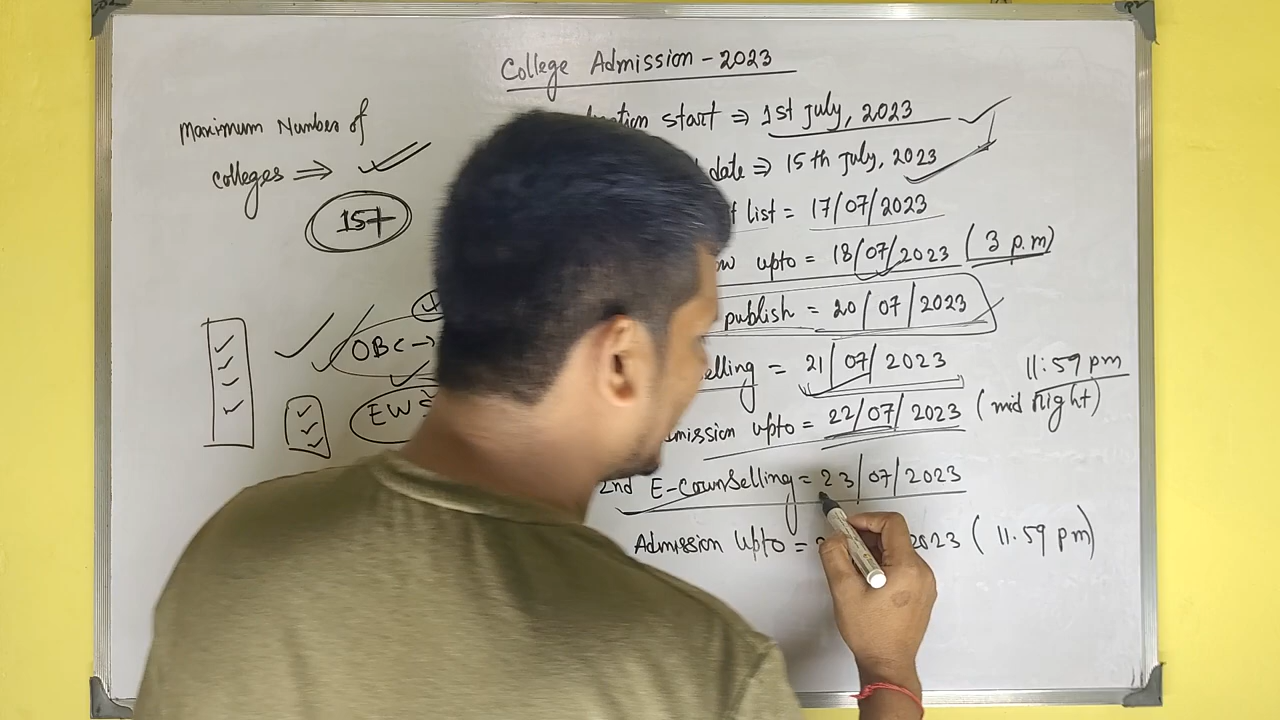 College Admission - 2023
start ⇒ 1st july, 2023
date ⇒ 15th july, 2023
list = 17/07/2023
upto = 18/07/2023 (3 p.m)
publish = 20/07/2023
= 21/07/2023
11:59 pm
upto = 22/07/2023 (mid night)
2nd E-Counselling = 23/07/2023
Admission upto = 2023 (11.59 pm)
Maximum Number of
colleges ⇒
157
OBC →
EWS